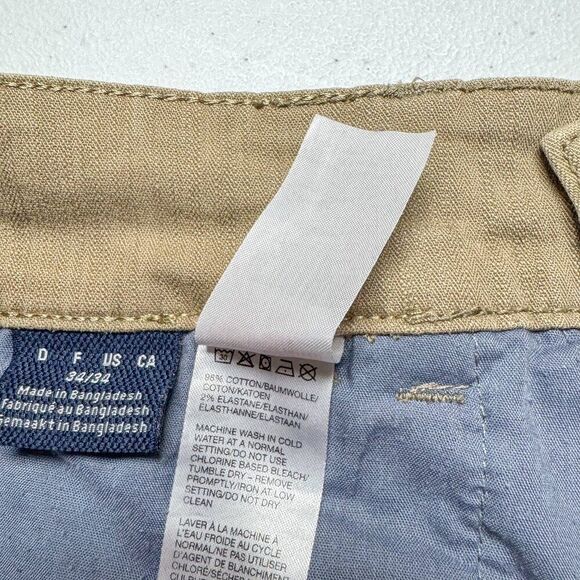 D F US CA
34/34
Made in Bangladesh
Fabriqué au Bangladesh
Gemaakt in Bangladesh
30
98% COTTON/BAUMWOLLE/
COTON/KATOEN
2% ELASTANE/ELASTHAN/
ELASTHANNE/ELASTAAN
MACHINE WASH IN COLD
WATER AT A NORMAL
SETTING/DO NOT USE
CHLORINE BASED BLEACH/
TUMBLE DRY - REMOVE
PROMPTLY/IRON AT LOW
SETTING/DO NOT DRY
CLEAN
LAVER À LA MACHINE À
L'EAU FROIDE AU CYCLE
NORMAL/NE PAS UTILISER
D'AGENT DE BLANCHIMENT